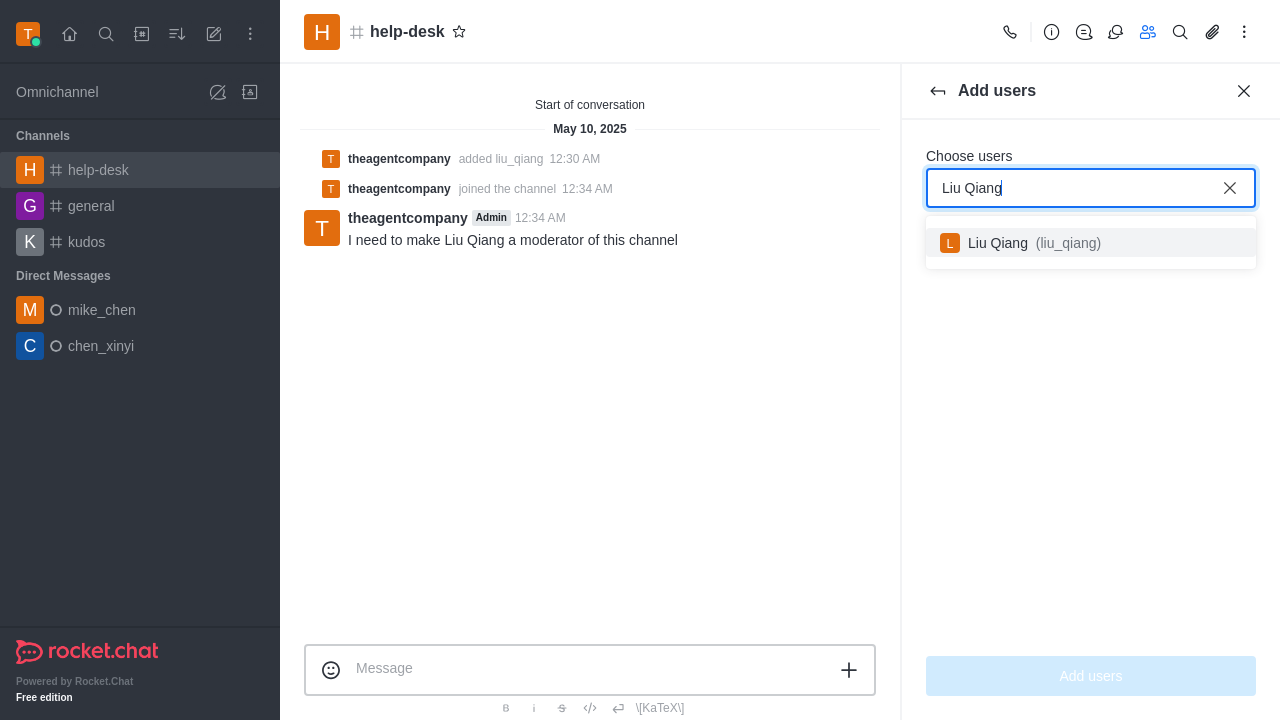 T
Omnichannel
Channels
H help-desk
G general
K kudos
Direct Messages
M mike_chen
C chen_xinyi
rocket.chat
Powered by Rocket.Chat
Free edition
H help-desk
Start of conversation
May 10, 2025
T theagentcompany added liu_qiang 12:30 AM
T theagentcompany joined the channel 12:34 AM
T theagentcompany Admin 12:34 AM
I need to make Liu Qiang a moderator of this channel
Message
B i S \[KaTeX\]
Add users
Choose users
Liu Qiang
L Liu Qiang (liu_qiang)
Add users